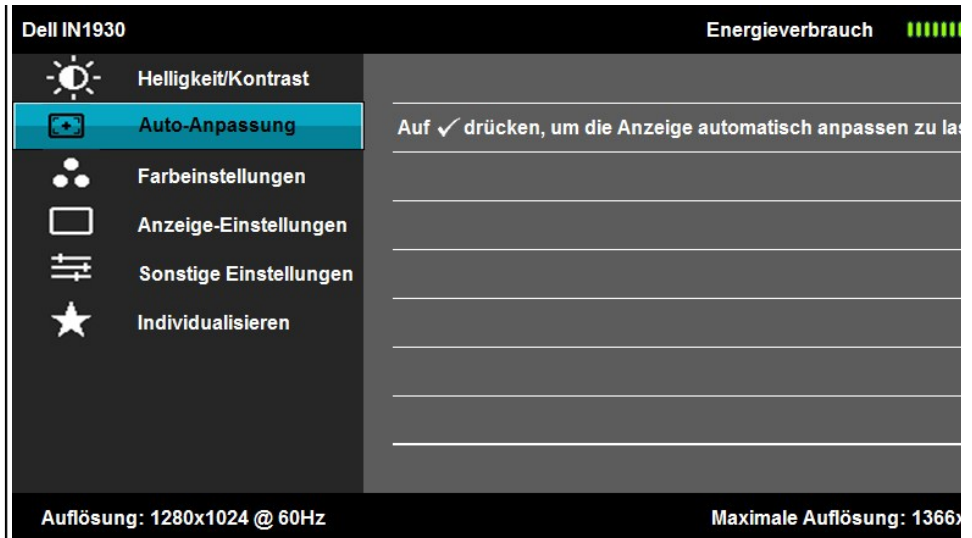 Dell IN1930 Energieverbrauch
Helligkeit/Kontrast
Auto-Anpassung Auf ✓ drücken, um die Anzeige automatisch anpassen zu
Farbeinstellungen
Anzeige-Einstellungen
Sonstige Einstellungen
Individualisieren
Auflösung: 1280x1024 @ 60Hz Maximale Auflösung: 1366x